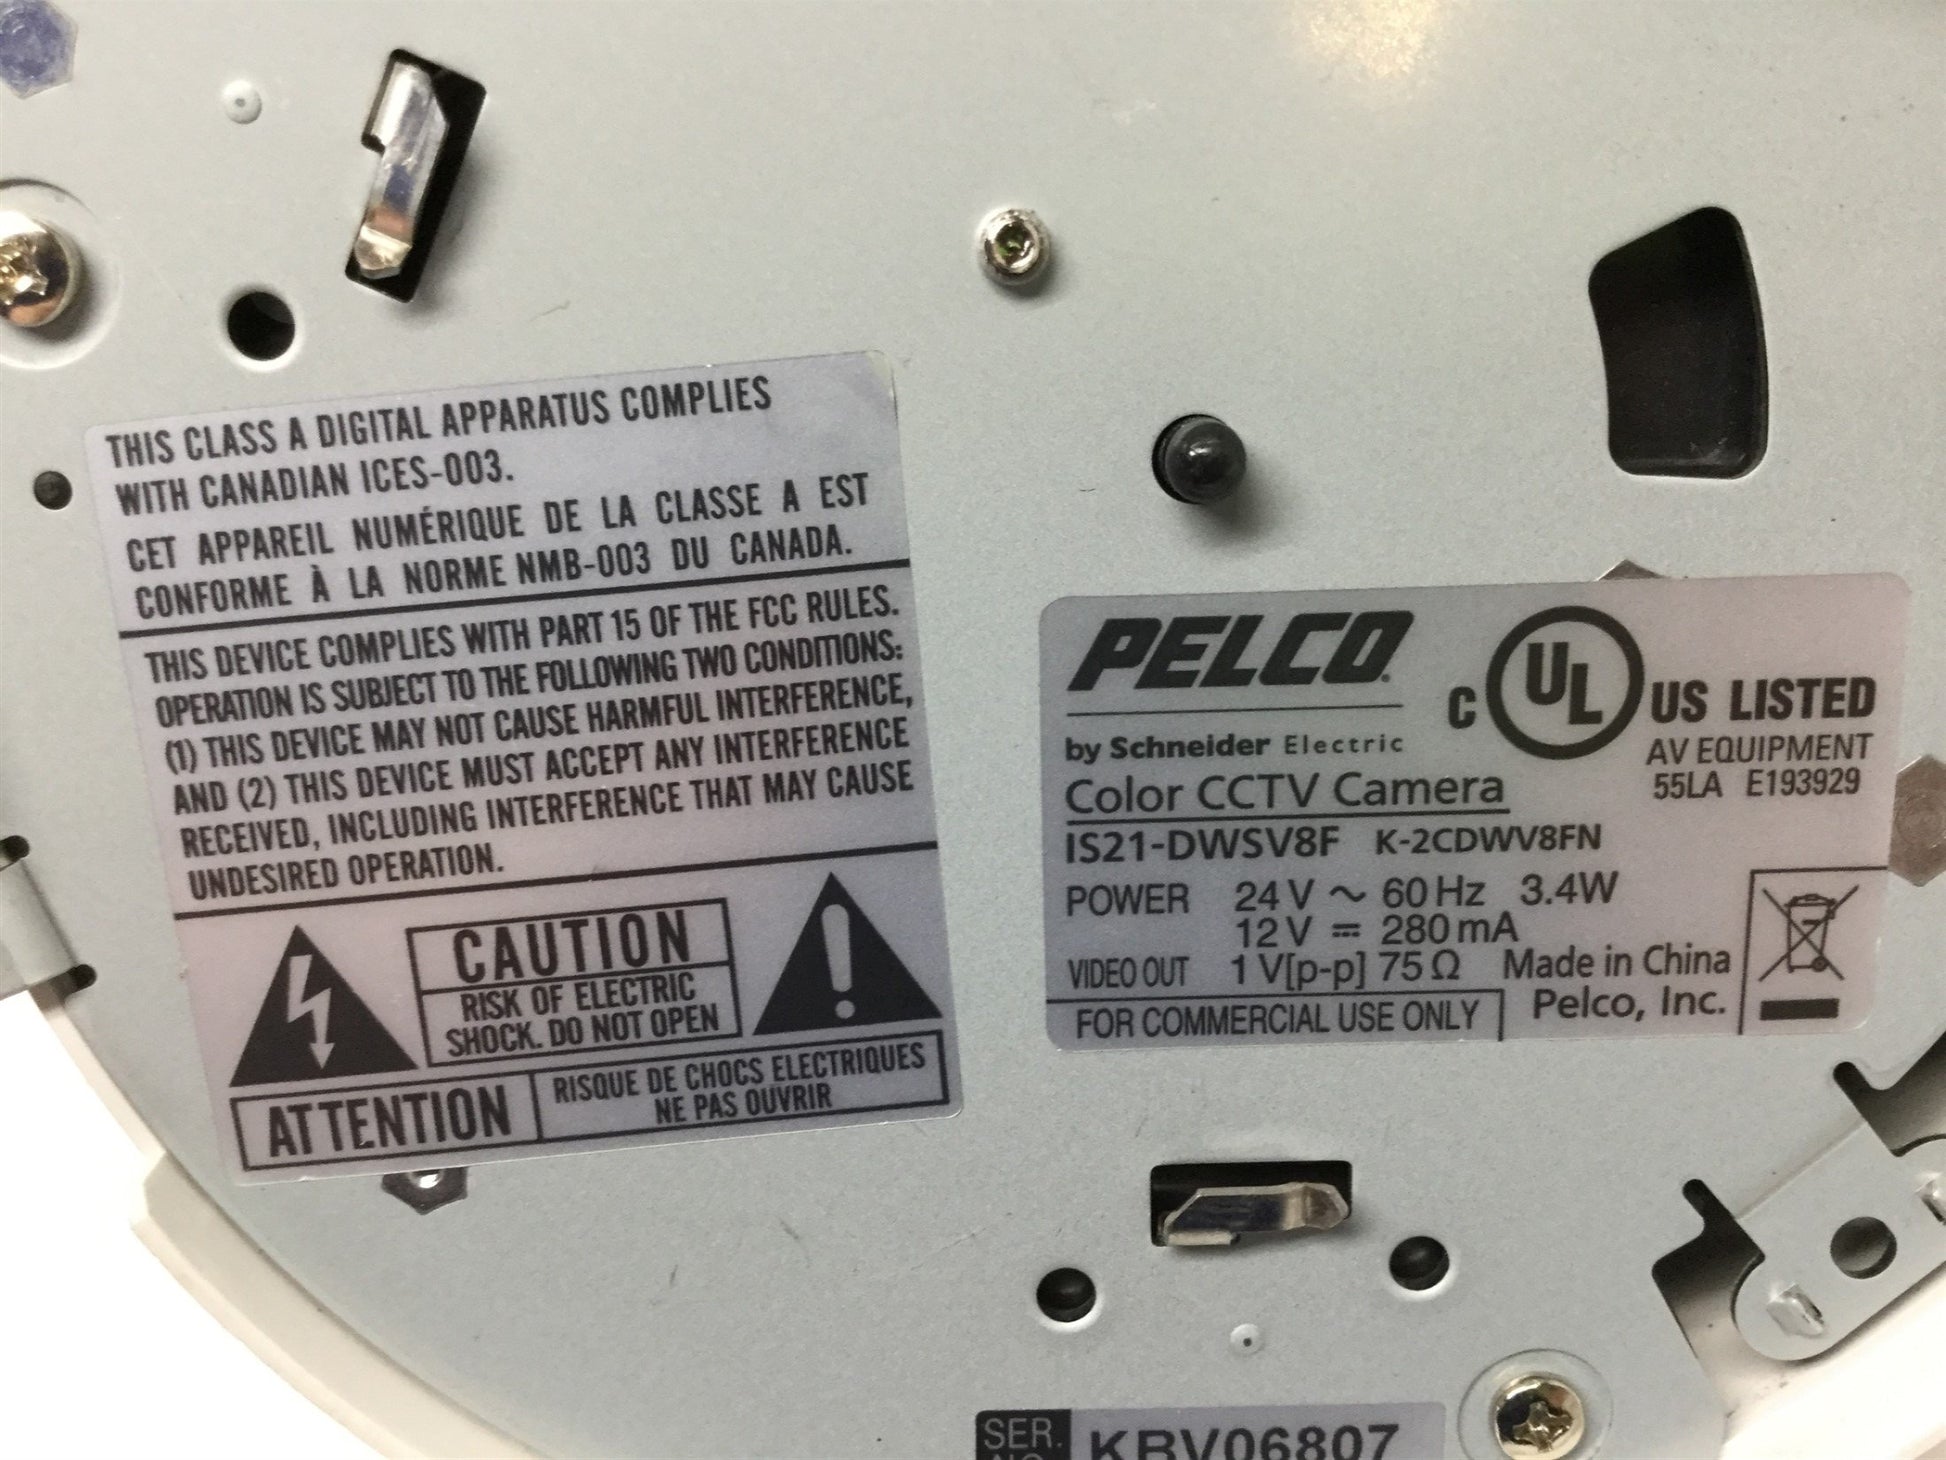 THIS CLASS A DIGITAL APPARATUS COMPLIES
WITH CANADIAN ICES-003.
CET APPAREIL NUMÉRIQUE DE LA CLASSE A EST
CONFORME À LA NORME NMB-003 DU CANADA.
THIS DEVICE COMPLIES WITH PART 15 OF THE FCC RULES.
OPERATION IS SUBJECT TO THE FOLLOWING TWO CONDITIONS:
(1) THIS DEVICE MAY NOT CAUSE HARMFUL INTERFERENCE,
AND (2) THIS DEVICE MUST ACCEPT ANY INTERFERENCE
RECEIVED, INCLUDING INTERFERENCE THAT MAY CAUSE
UNDESIRED OPERATION.
CAUTION
RISK OF ELECTRIC
SHOCK. DO NOT OPEN
ATTENTION
RISQUE DE CHOCS ELECTRIQUES
NE PAS OUVRIR
PELCO
by Schneider Electric
C UL US LISTED
AV EQUIPMENT
55LA E193929
Color CCTV Camera
IS21-DWSV8F K-2CDWV8FN
POWER 24 V ~ 60 Hz 3.4W
12 V ⎓ 280 mA
VIDEO OUT 1 V[p-p] 75 Ω Made in China
FOR COMMERCIAL USE ONLY Pelco, Inc.
SER.
NO. KBV06807